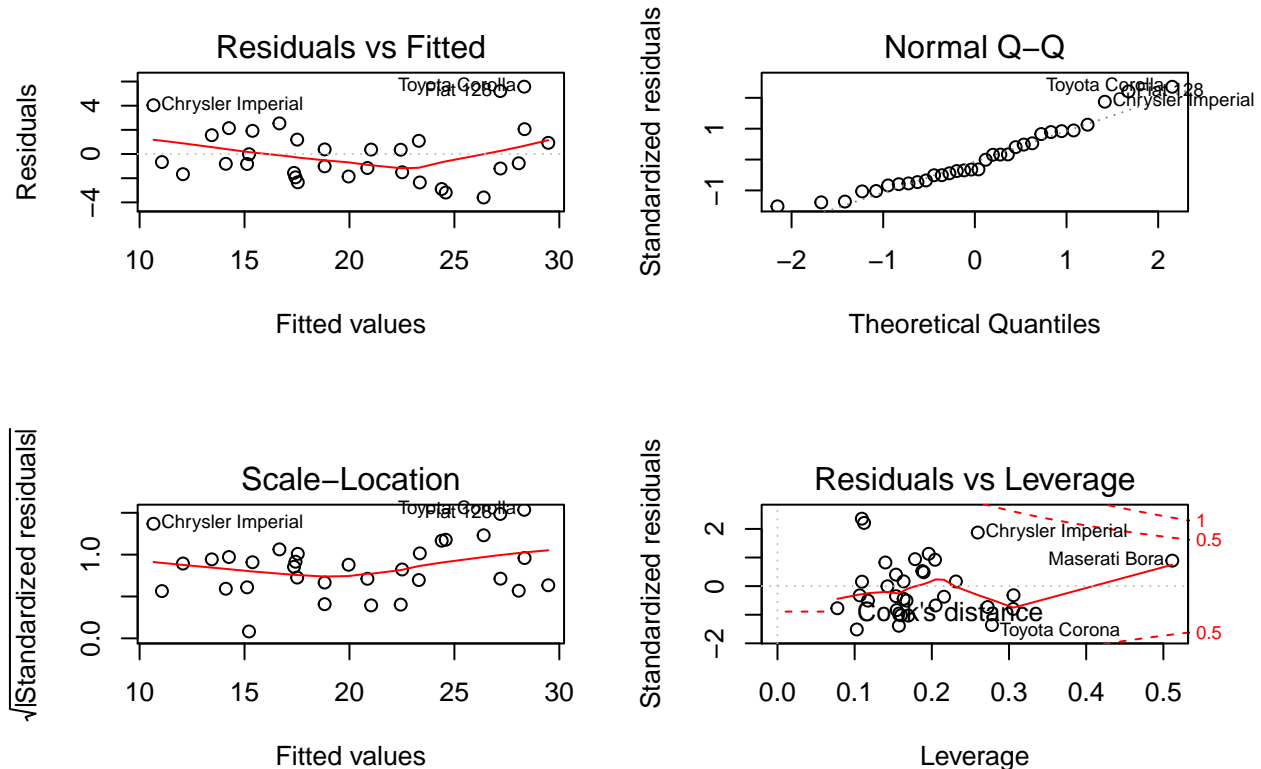 Residuals vs Fitted
Residuals
4
0
−4
Toyota Corolla
Fiat 128
Chrysler Imperial
10 15 20 25 30
Fitted values
Normal Q−Q
Standardized residuals
1
−1
Toyota Corolla
Fiat 128
Chrysler Imperial
−2 −1 0 1 2
Theoretical Quantiles
Scale−Location
√|Standardized residuals|
1.0
0.0
Toyota Corolla
Fiat 128
Chrysler Imperial
10 15 20 25 30
Fitted values
Residuals vs Leverage
Standardized residuals
2
0
−2
Chrysler Imperial
Maserati Bora
Cook's distance
Toyota Corona
1
0.5
0.5
0.0 0.1 0.2 0.3 0.4 0.5
Leverage